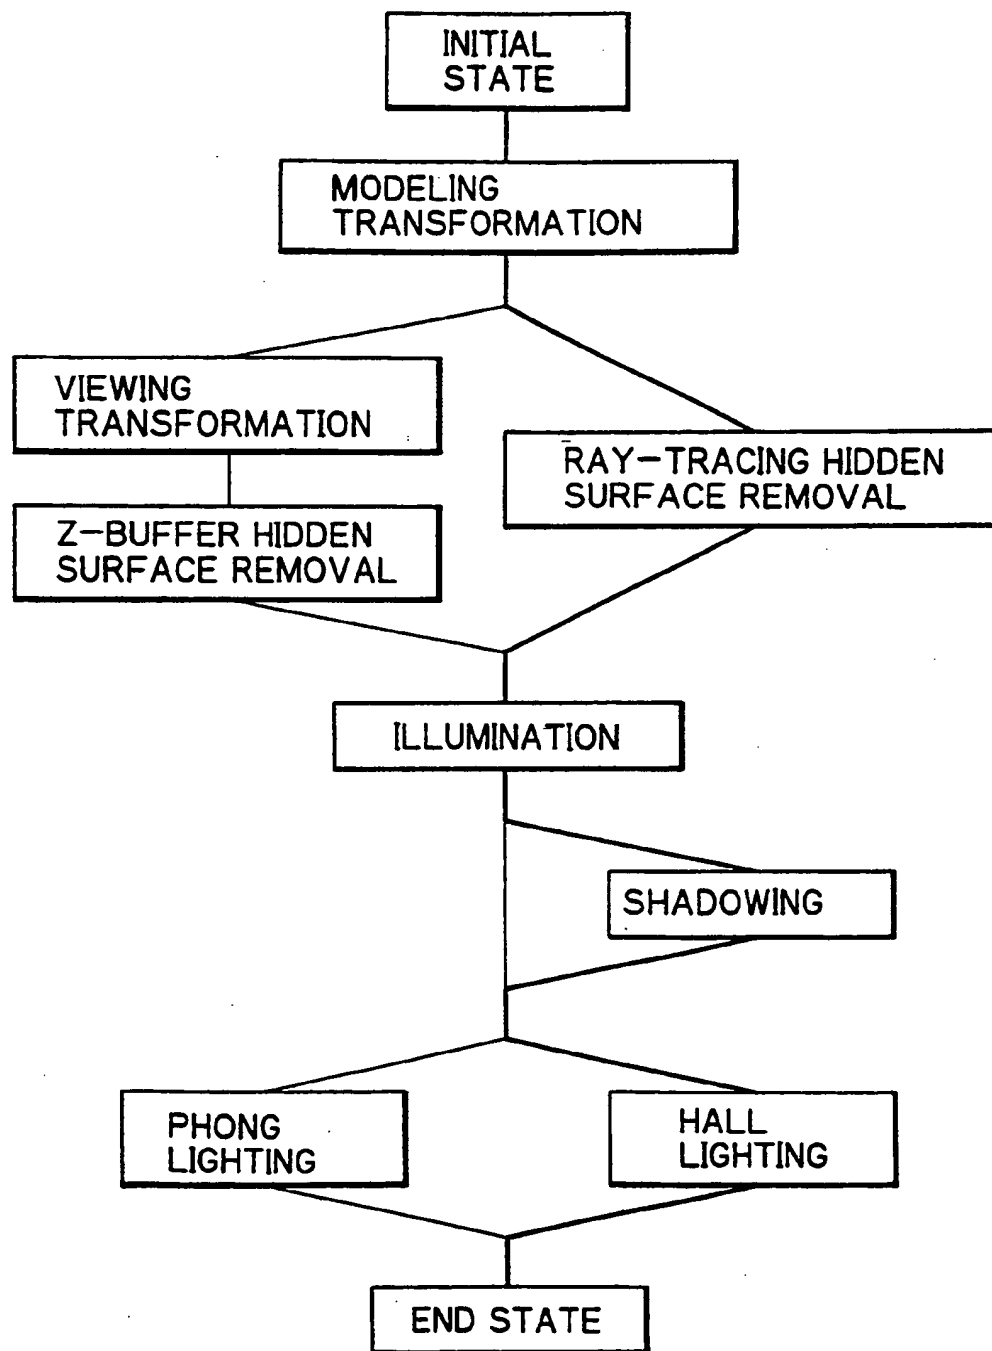 INITIAL
STATE
MODELING
TRANSFORMATION
VIEWING
TRANSFORMATION
RAY-TRACING HIDDEN
SURFACE REMOVAL
Z-BUFFER HIDDEN
SURFACE REMOVAL
ILLUMINATION
SHADOWING
PHONG
LIGHTING
HALL
LIGHTING
END STATE